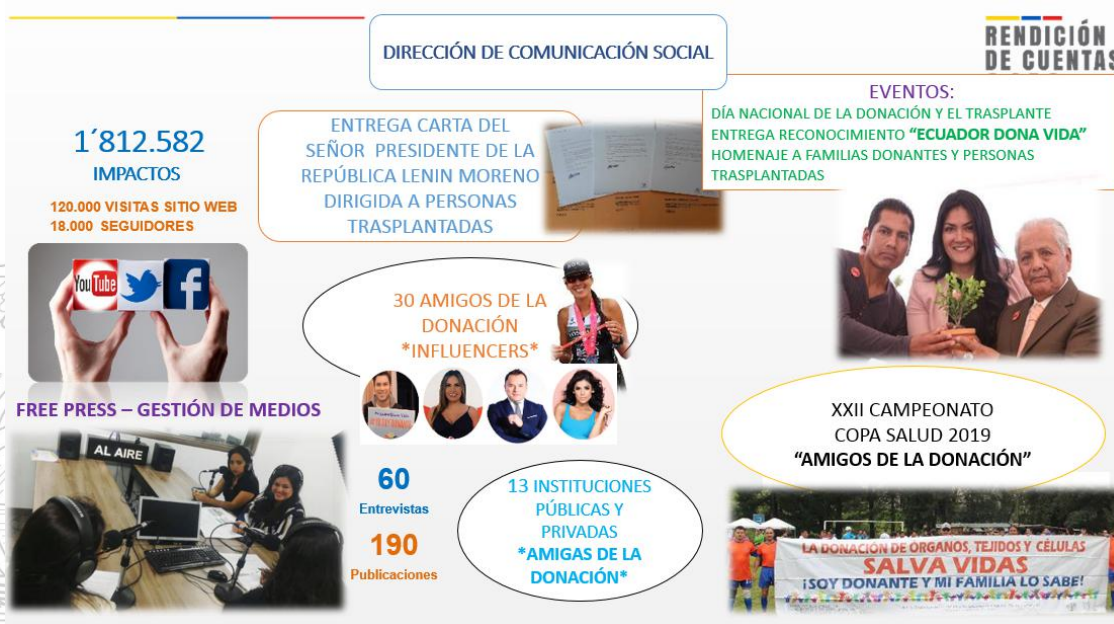 DIRECCIÓN DE COMUNICACIÓN SOCIAL
RENDICIÓN
DE CUENTAS
1´812.582
IMPACTOS
120.000 VISITAS SITIO WEB
18.000 SEGUIDORES
You Tube
ENTREGA CARTA DEL
SEÑOR PRESIDENTE DE LA
REPÚBLICA LENIN MORENO
DIRIGIDA A PERSONAS
TRASPLANTADAS
EVENTOS:
DÍA NACIONAL DE LA DONACIÓN Y EL TRASPLANTE
ENTREGA RECONOCIMIENTO “ECUADOR DONA VIDA”
HOMENAJE A FAMILIAS DONANTES Y PERSONAS
TRASPLANTADAS
30 AMIGOS DE LA
DONACIÓN
*INFLUENCERS*
FREE PRESS – GESTIÓN DE MEDIOS
AL AIRE
60
Entrevistas
190
Publicaciones
13 INSTITUCIONES
PÚBLICAS Y
PRIVADAS
*AMIGAS DE LA
DONACIÓN*
XXII CAMPEONATO
COPA SALUD 2019
“AMIGOS DE LA DONACIÓN”
LA DONACIÓN DE ÓRGANOS, TEJIDOS Y CÉLULAS
SALVA VIDAS
¡SOY DONANTE Y MI FAMILIA LO SABE!